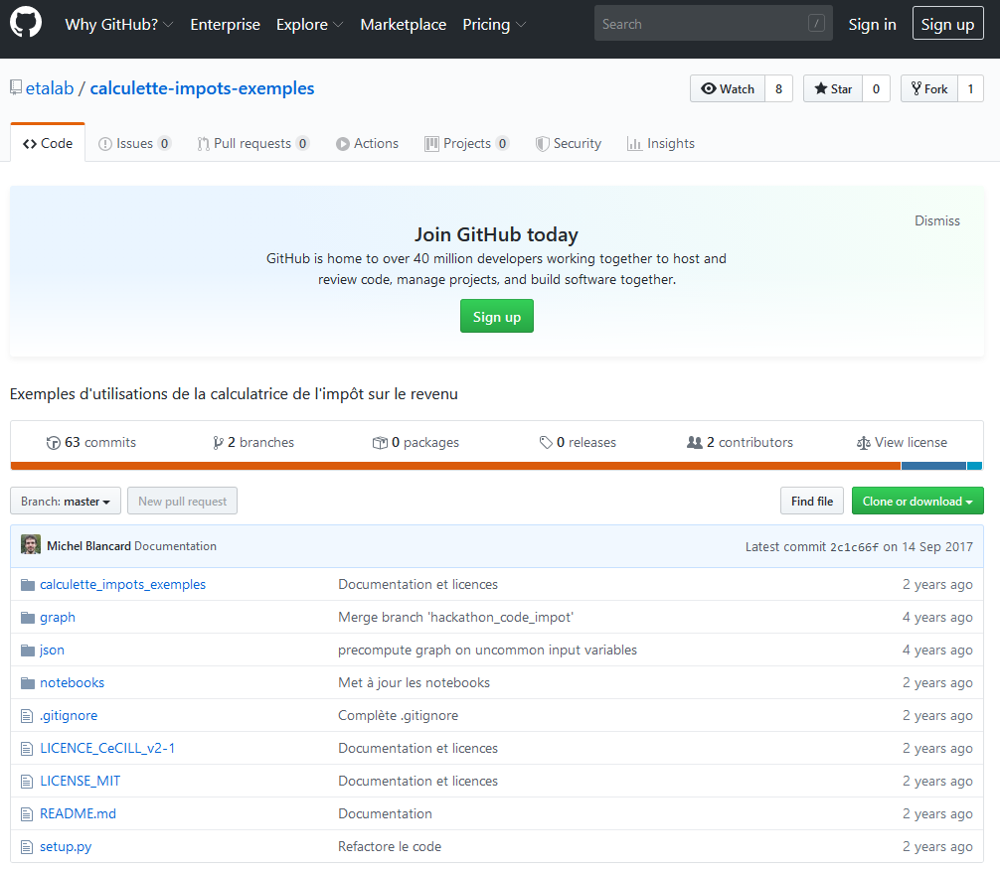 Why GitHub? Enterprise Explore Marketplace Pricing Search / Sign in Sign up
etalab / calculette-impots-exemples Watch 8 Star 0 Fork 1
Code Issues 0 Pull requests 0 Actions Projects 0 Security Insights
Dismiss
Join GitHub today
GitHub is home to over 40 million developers working together to host and
review code, manage projects, and build software together.
Sign up
Exemples d'utilisations de la calculatrice de l'impôt sur le revenu
63 commits 2 branches 0 packages 0 releases 2 contributors View license
Branch: master New pull request Find file Clone or download
Michel Blancard Documentation Latest commit 2c1c66f on 14 Sep 2017
calculette_impots_exemples Documentation et licences 2 years ago
graph Merge branch 'hackathon_code_impot' 4 years ago
json precompute graph on uncommon input variables 4 years ago
notebooks Met à jour les notebooks 2 years ago
.gitignore Complète .gitignore 2 years ago
LICENCE_CeCILL_v2-1 Documentation et licences 2 years ago
LICENSE_MIT Documentation et licences 2 years ago
README.md Documentation 2 years ago
setup.py Refactore le code 2 years ago